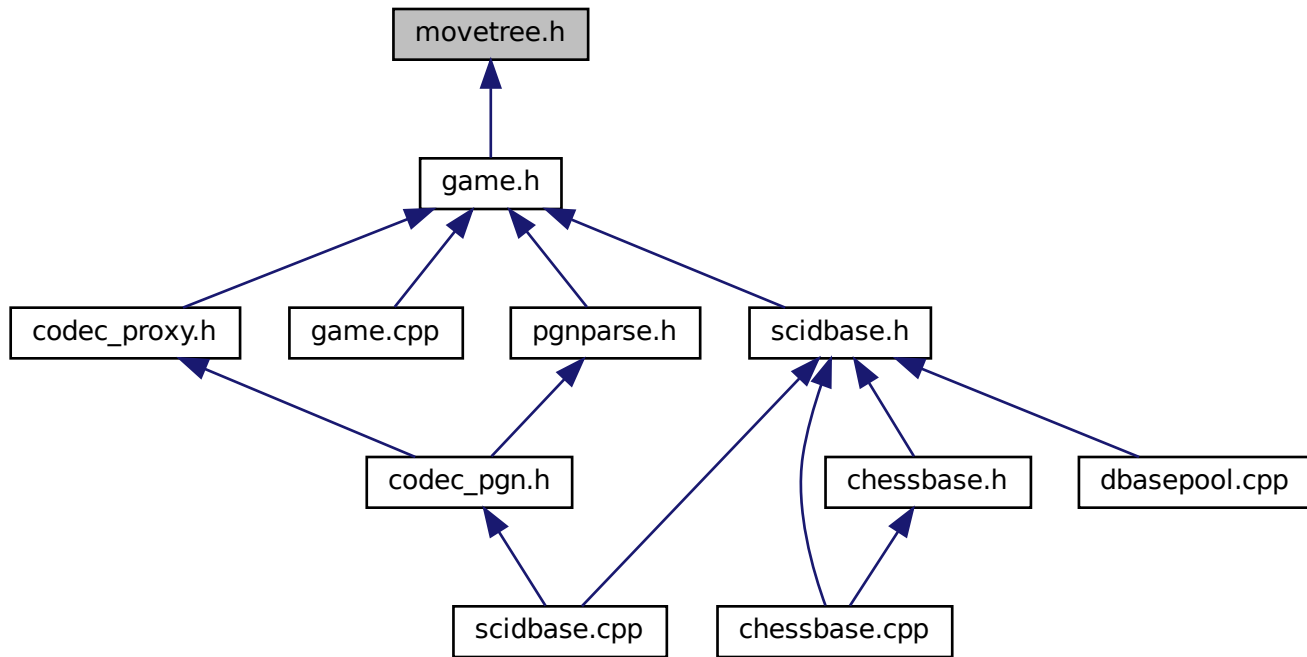 movetree.h
game.h
codec_proxy.h
game.cpp
pgnparse.h
scidbase.h
codec_pgn.h
chessbase.h
dbasepool.cpp
scidbase.cpp
chessbase.cpp